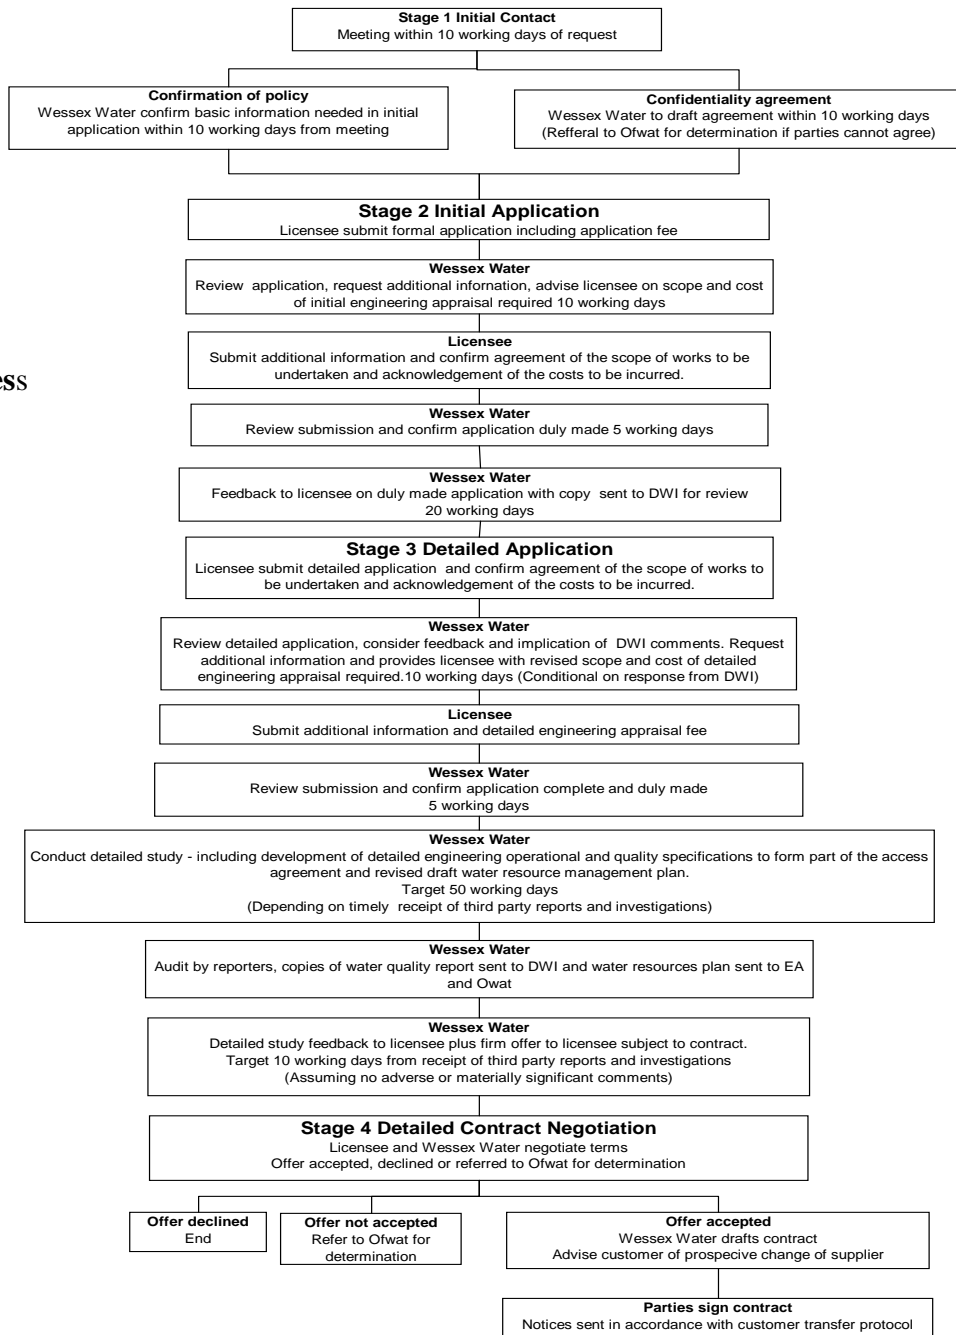 Stage 1 Initial Contact
Meeting within 10 working days of request
Confirmation of policy
Wessex Water confirm basic information needed in initial
application within 10 working days from meeting
Confidentiality agreement
Wessex Water to draft agreement within 10 working days
(Refferal to Ofwat for determination if parties cannot agree)
Stage 2 Initial Application
Licensee submit formal application including application fee
Wessex Water
Review application, request additional infornation, advise licensee on scope and cost
of initial engineering appraisal required 10 working days
Licensee
Submit additional information and confirm agreement of the scope of works to be
undertaken and acknowledgement of the costs to be incurred.
ess
Wessex Water
Review submission and confirm application duly made 5 working days
Wessex Water
Feedback to licensee on duly made application with copy sent to DWI for review
20 working days
Stage 3 Detailed Application
Licensee submit detailed application and confirm agreement of the scope of works to
be undertaken and acknowledgement of the costs to be incurred.
Wessex Water
Review detailed application, consider feedback and implication of DWI comments. Request
additional information and provides licensee with revised scope and cost of detailed
engineering appraisal required.10 working days (Conditional on response from DWI)
Licensee
Submit additional information and detailed engineering appraisal fee
Wessex Water
Review submission and confirm application complete and duly made
5 working days
Wessex Water
Conduct detailed study - including development of detailed engineering operational and quality specifications to form part of the access
agreement and revised draft water resource management plan.
Target 50 working days
(Depending on timely receipt of third party reports and investigations)
Wessex Water
Audit by reporters, copies of water quality report sent to DWI and water resources plan sent to EA
and Owat
Wessex Water
Detailed study feedback to licensee plus firm offer to licensee subject to contract.
Target 10 working days from receipt of third party reports and investigations
(Assuming no adverse or materially significant comments)
Stage 4 Detailed Contract Negotiation
Licensee and Wessex Water negotiate terms
Offer accepted, declined or referred to Ofwat for determination
Offer declined
End
Offer not accepted
Refer to Ofwat for
determination
Offer accepted
Wessex Water drafts contract
Advise customer of prospecive change of supplier
Parties sign contract
Notices sent in accordance with customer transfer protocol